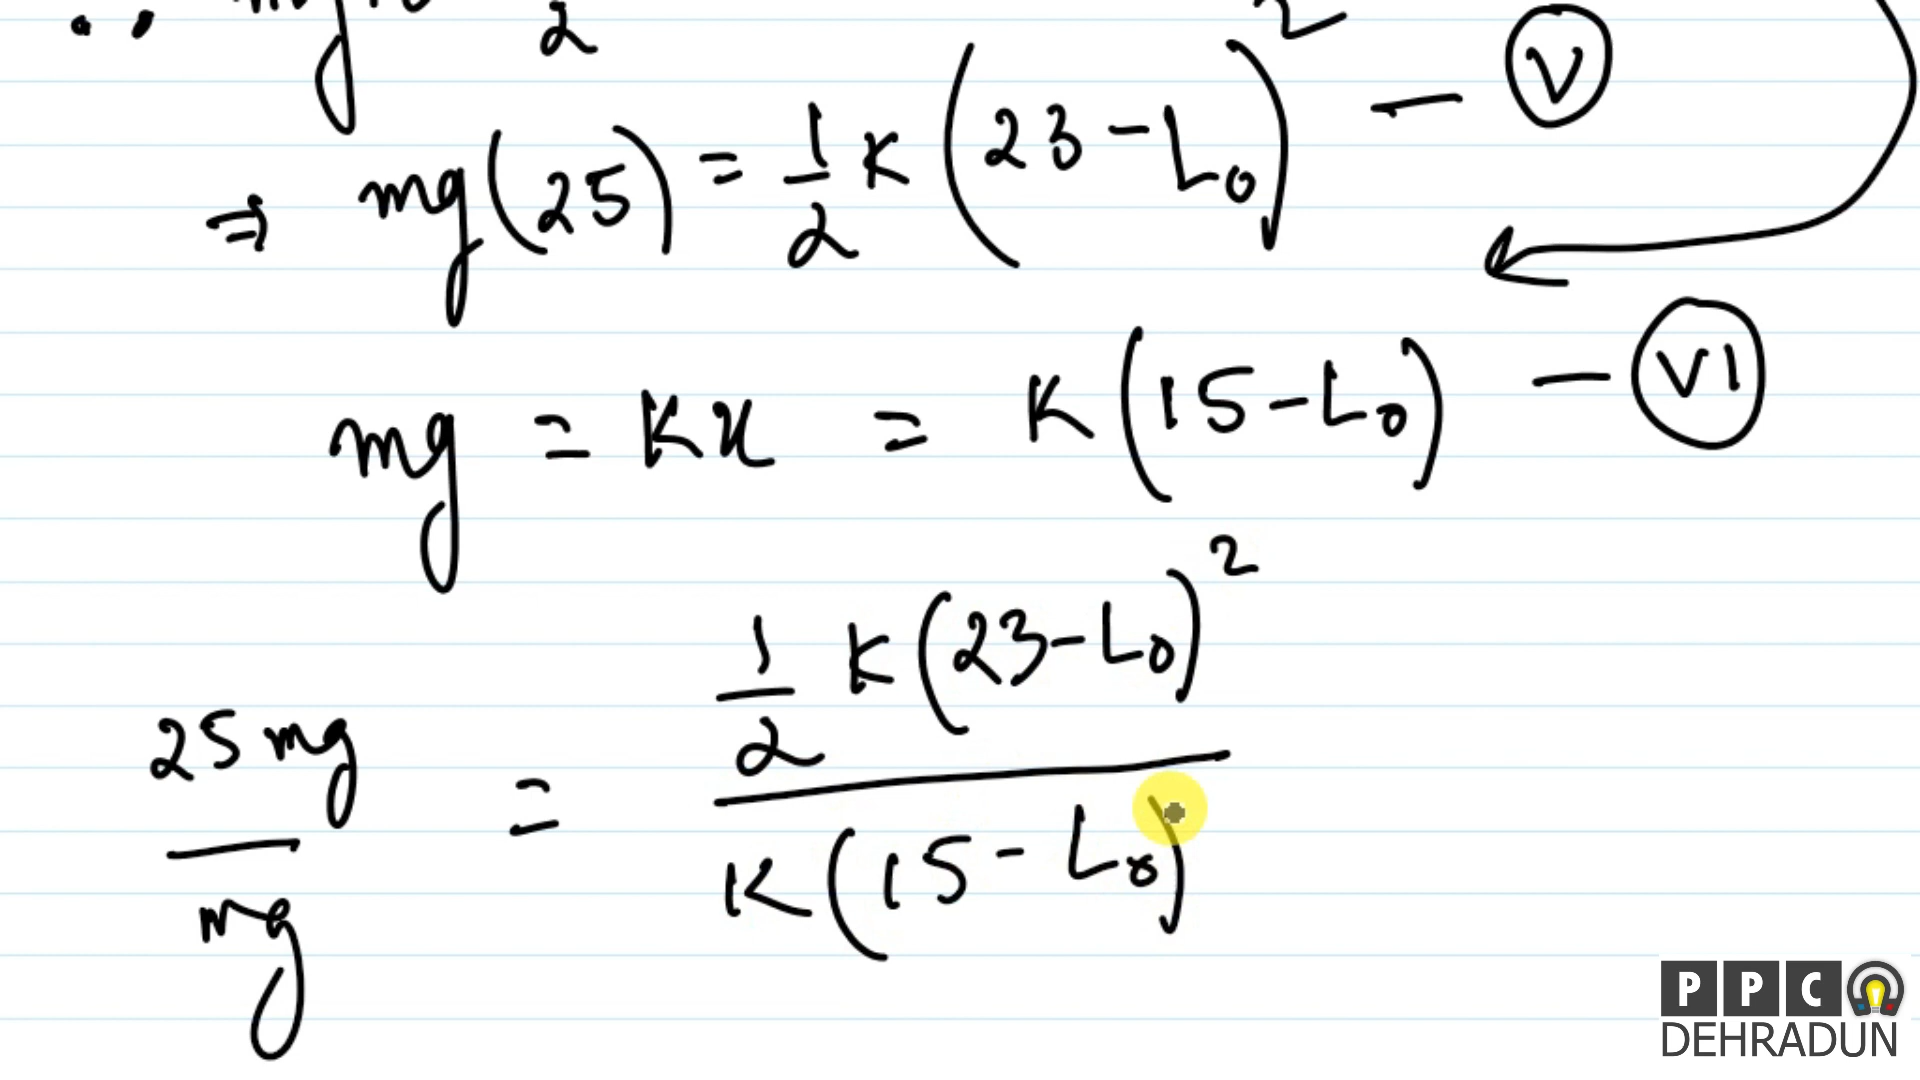 2
⇒ mg(25) = 1/2 K (23 - L₀)² — Ⓥ
mg = Kx = K(15 - L₀) — (VI)
25mg/mg = 1/2 K(23 - L₀)² / K(15 - L₀)
PPC
DEHRADUN